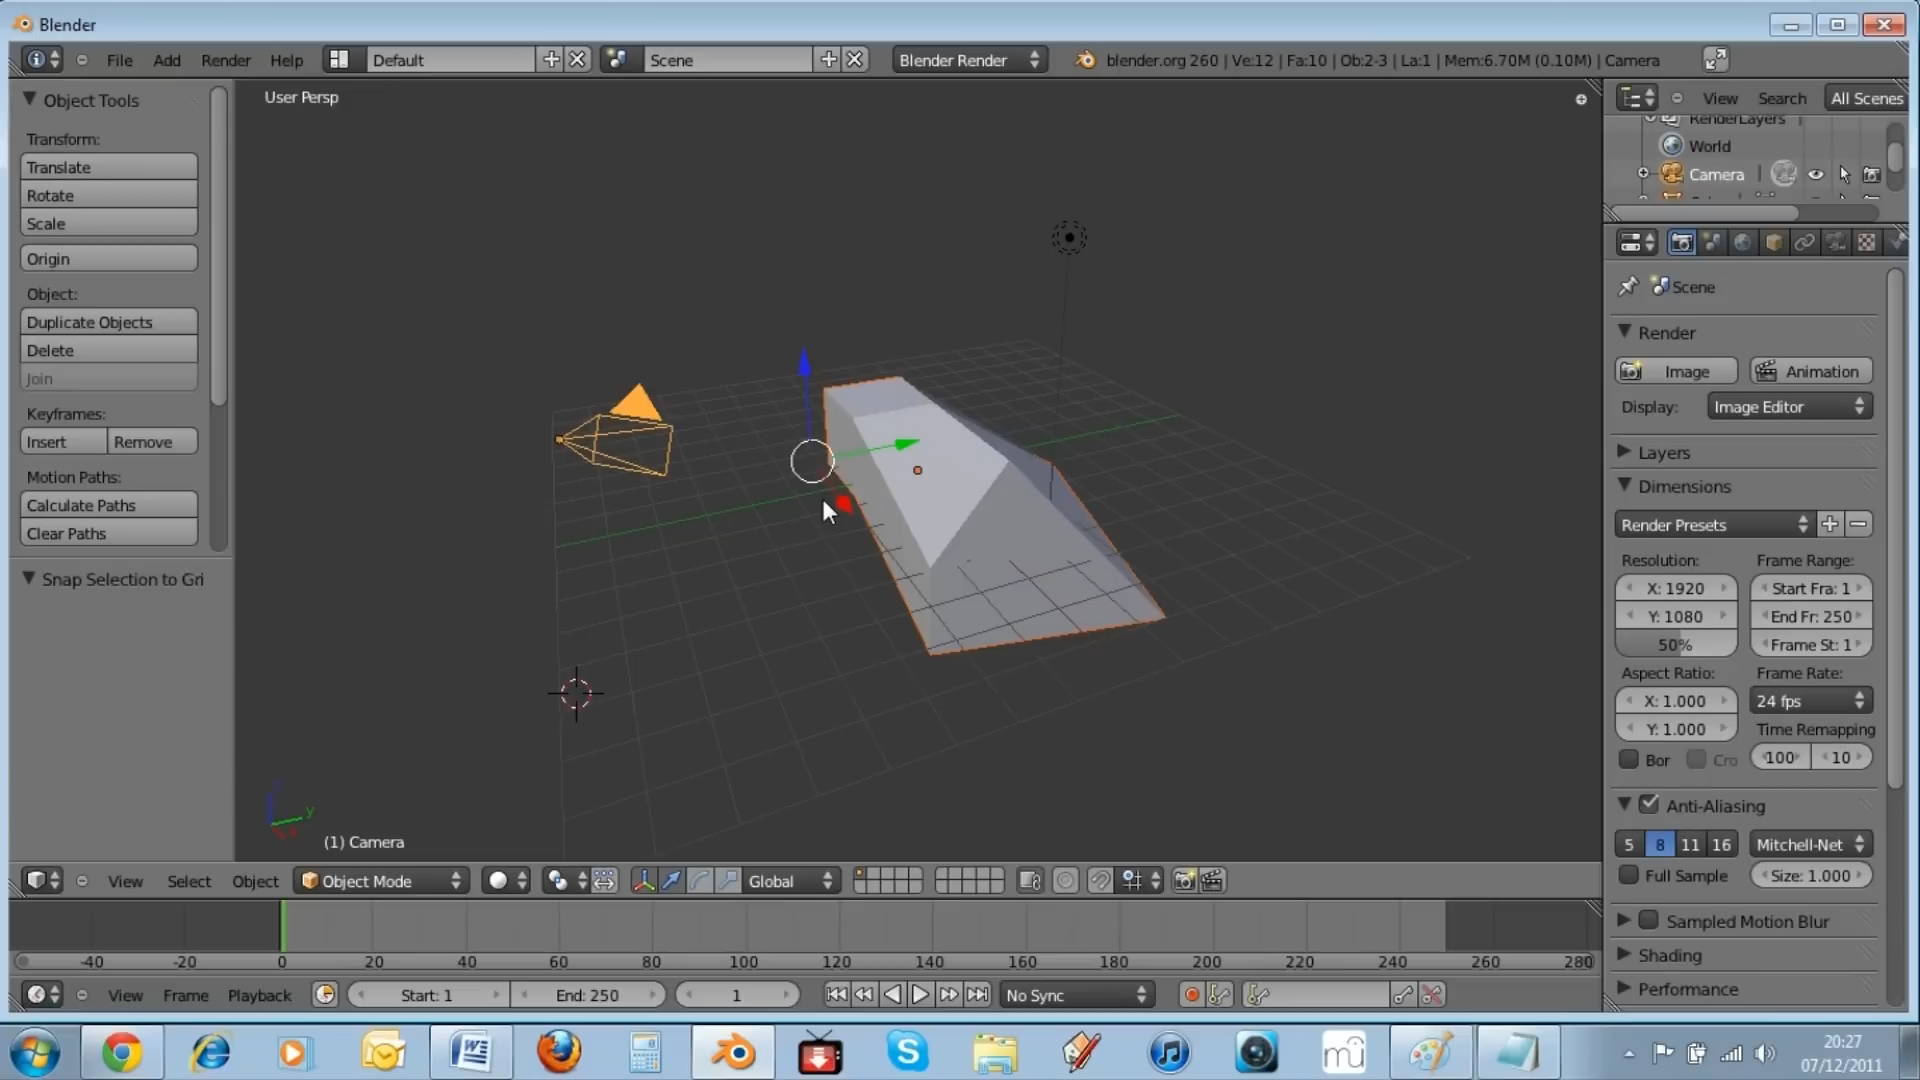 Blender
File Add Render Help Default Scene Blender Render blender.org 260 | Ve:12 | Fa:10 | Ob:2-3 | La:1 | Mem:6.70M (0.10M) | Camera
Object Tools
Transform:
Translate
Rotate
Scale
Origin
Object:
Duplicate Objects
Delete
Join
Keyframes:
Insert Remove
Motion Paths:
Calculate Paths
Clear Paths
Snap Selection to Gri
User Persp
y
(1) Camera
View Search All Scenes
RenderLayers
World
Camera
Scene
Render
Image Animation
Display: Image Editor
Layers
Dimensions
Render Presets
Resolution: Frame Range:
X: 1920 Start Fra: 1
Y: 1080 End Fr: 250
50% Frame St: 1
Aspect Ratio: Frame Rate:
X: 1.000 24 fps
Y: 1.000 Time Remapping
Bor Cro 100 10
Anti-Aliasing
5 8 11 16 Mitchell-Net
Full Sample Size: 1.000
Sampled Motion Blur
Shading
Performance
View Select Object Object Mode Global
-40 -20 0 20 40 60 80 100 120 140 160 180 200 220 240 260 280
View Frame Playback Start: 1 End: 250 1 No Sync
20:27
07/12/2011